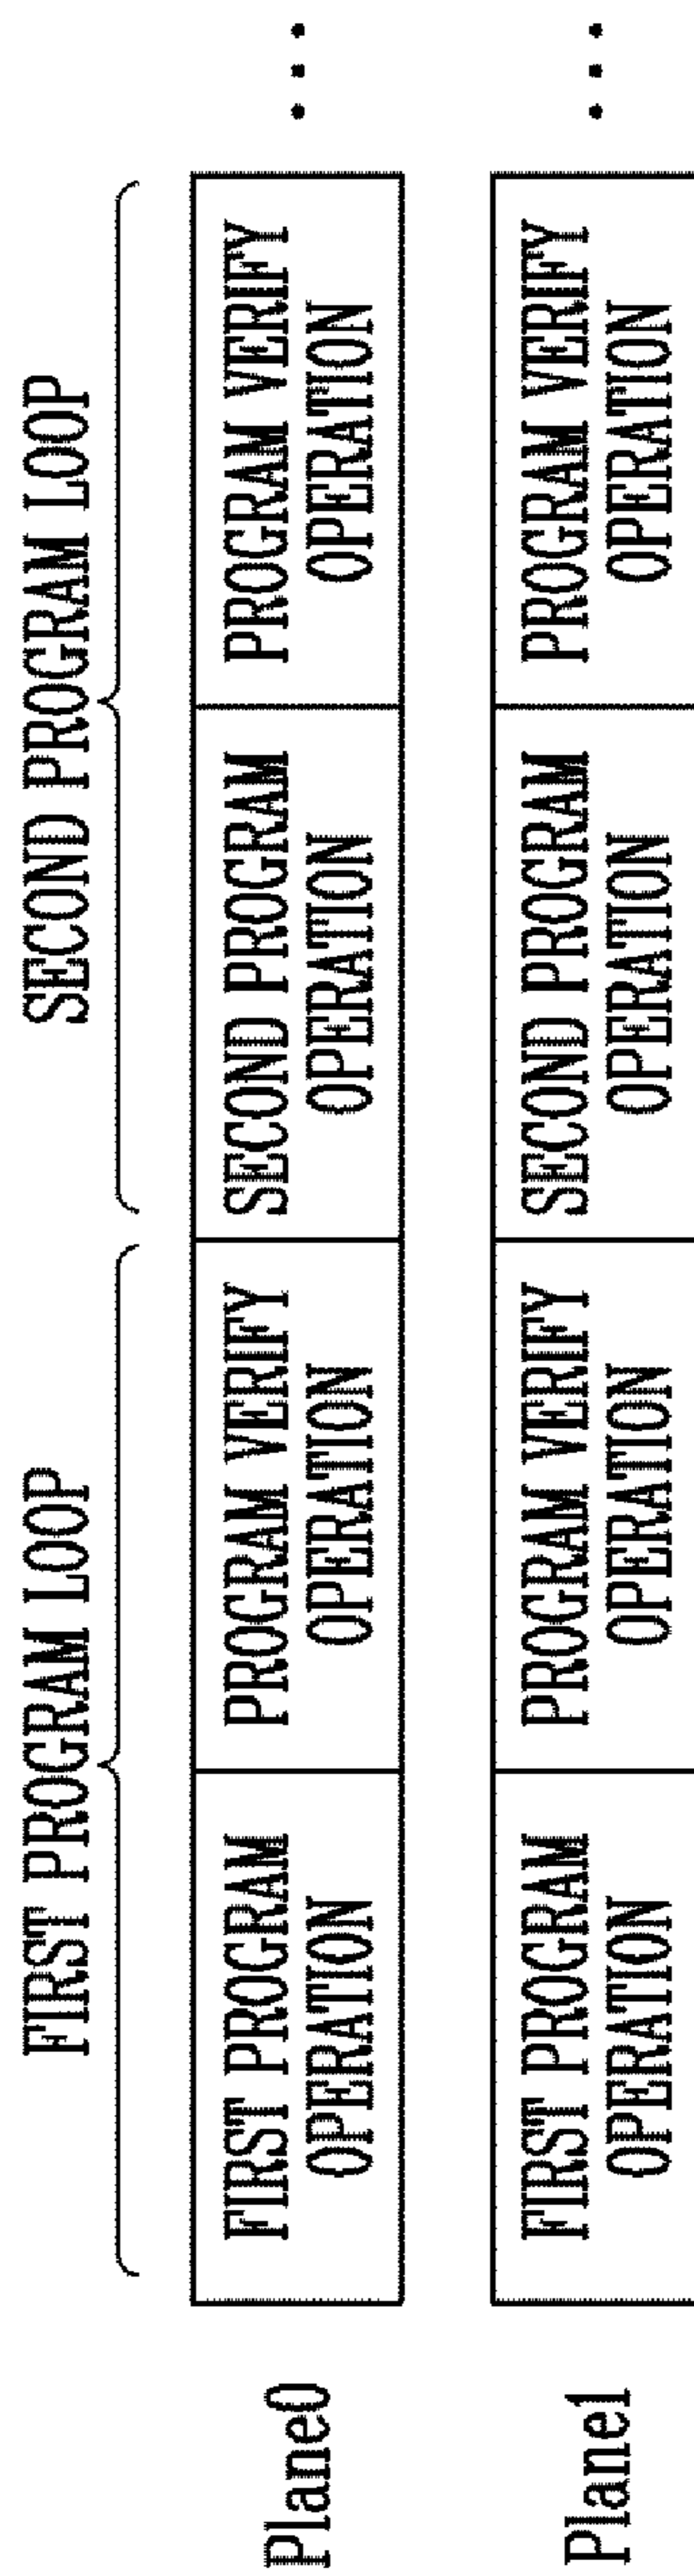 FIRST PROGRAM LOOP
SECOND PROGRAM LOOP
Plane0
FIRST PROGRAM
OPERATION
PROGRAM VERIFY
OPERATION
SECOND PROGRAM
OPERATION
PROGRAM VERIFY
OPERATION
...
Plane1
FIRST PROGRAM
OPERATION
PROGRAM VERIFY
OPERATION
SECOND PROGRAM
OPERATION
PROGRAM VERIFY
OPERATION
...